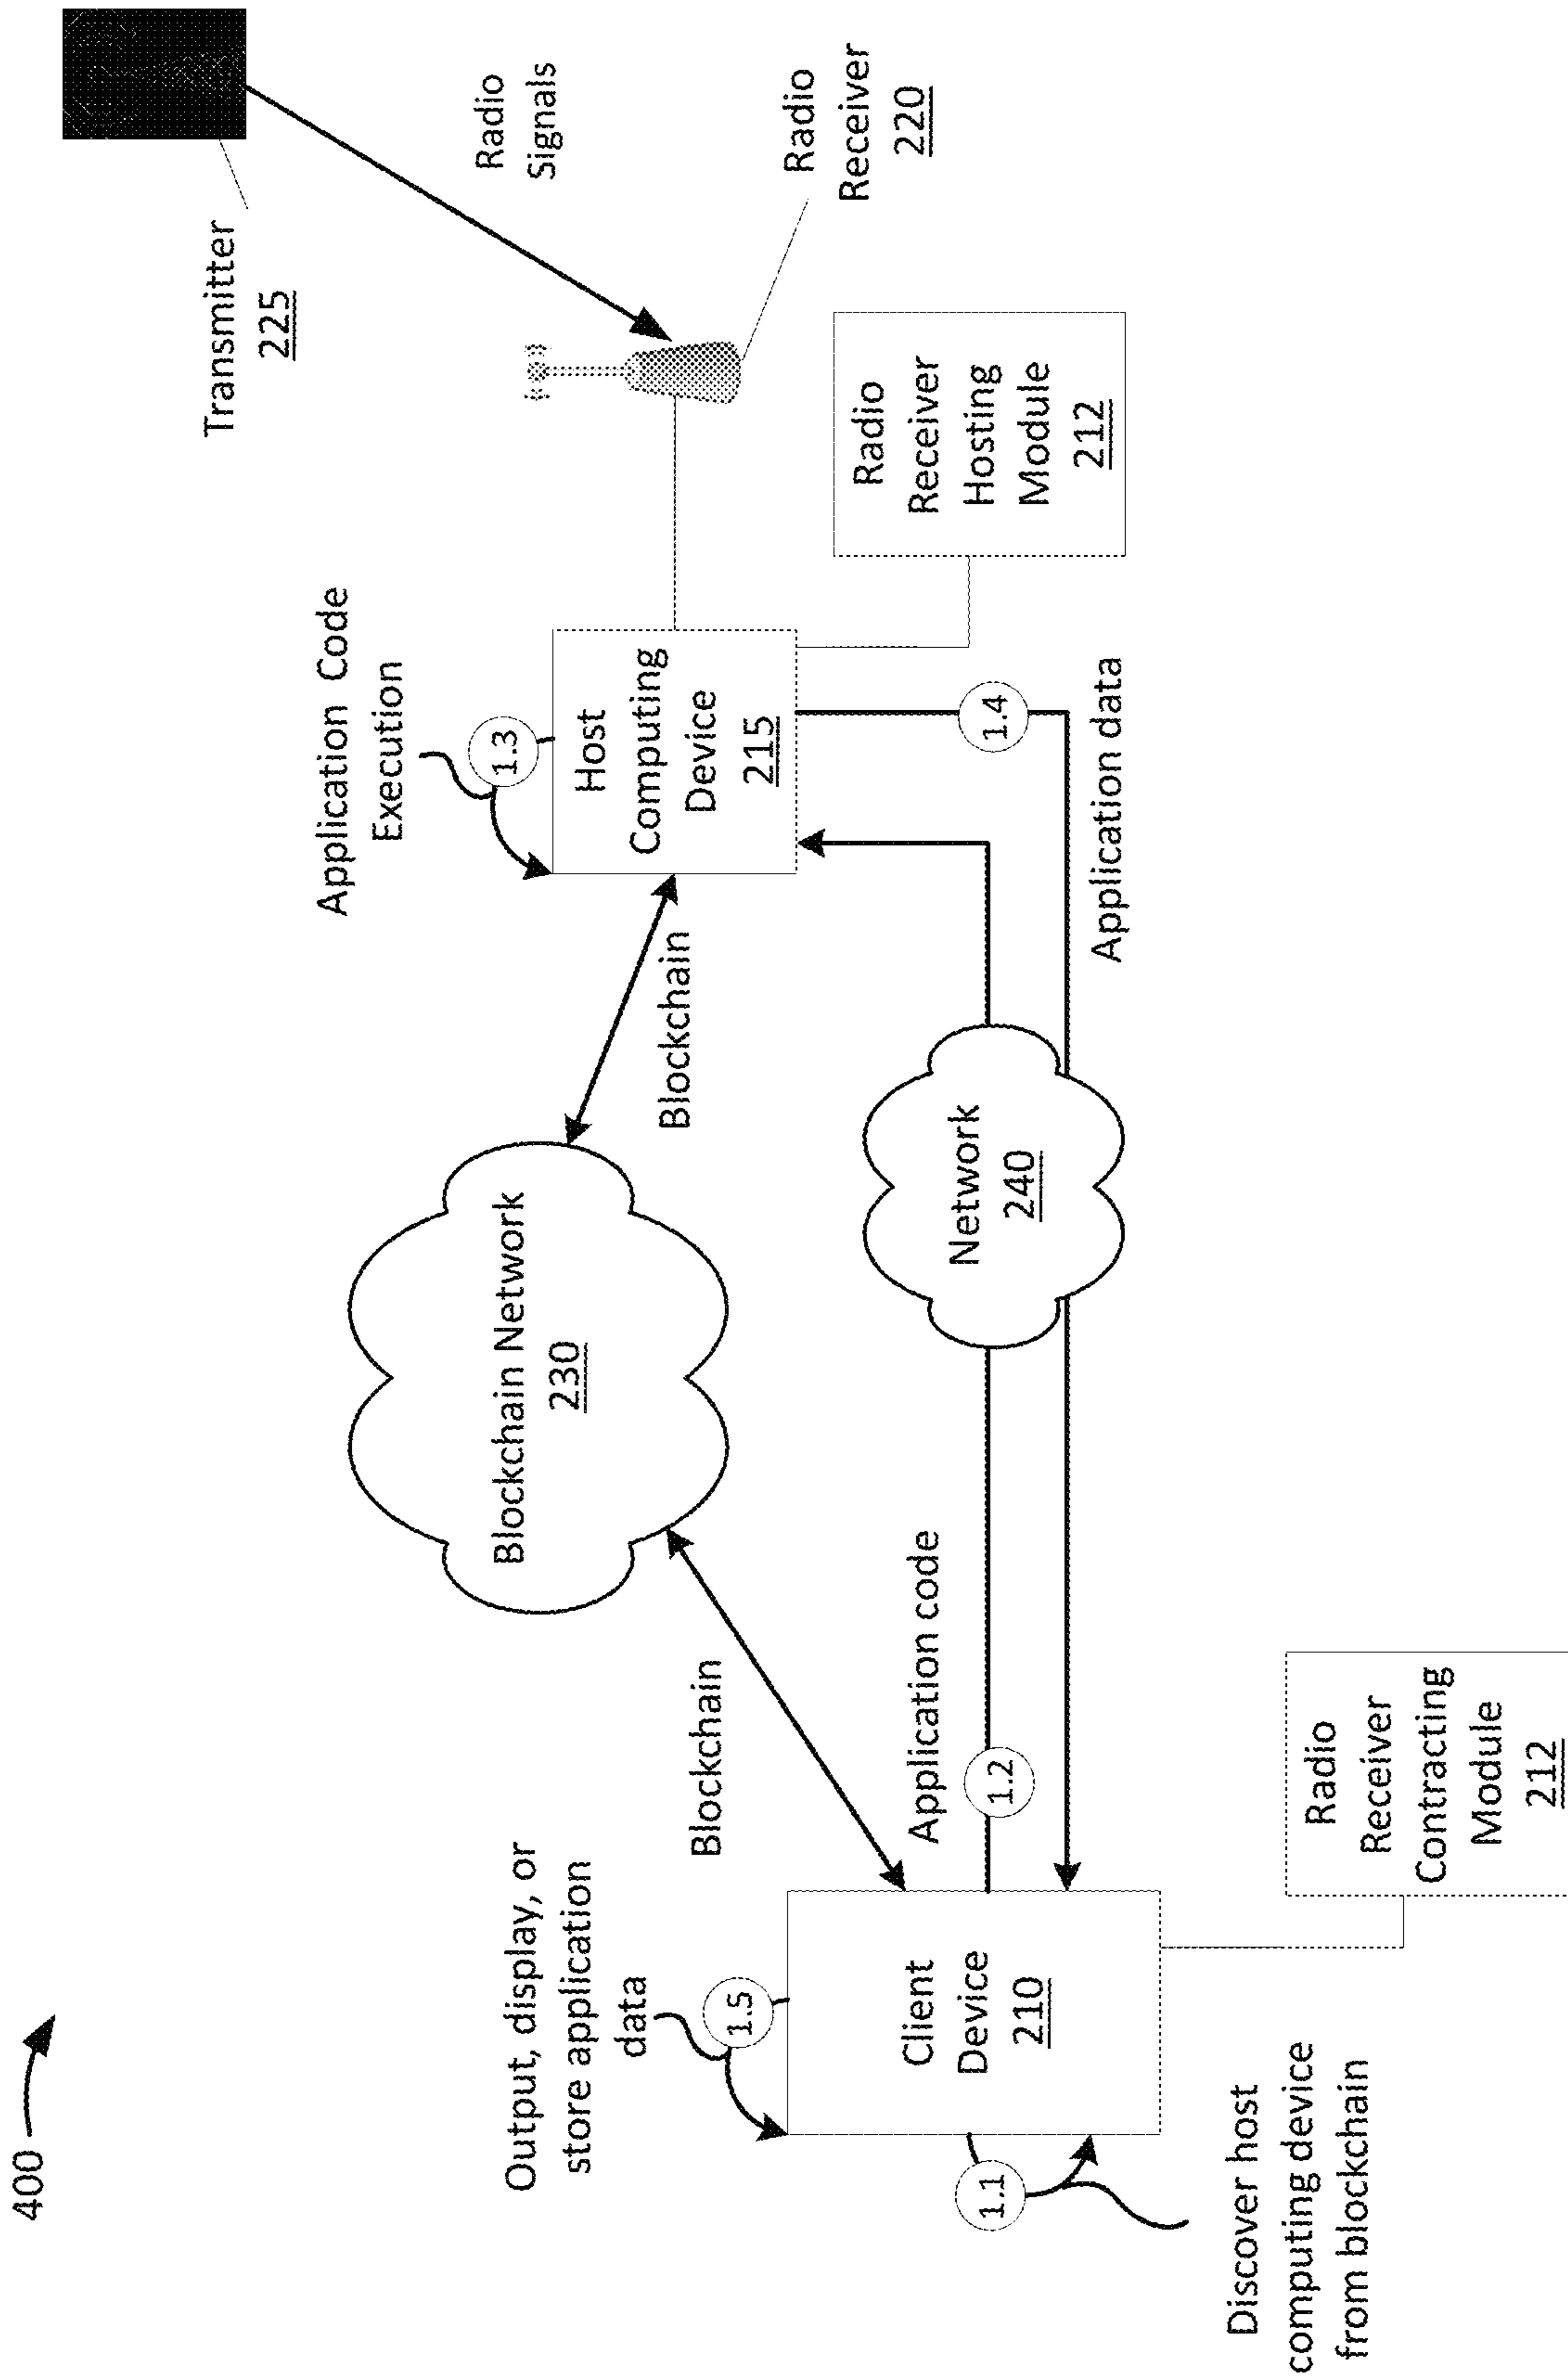 400
Transmitter
225
Radio
Signals
Radio
Receiver
220
Application Code
Execution
1.3
Host
Computing
Device
215
Radio
Receiver
Hosting
Module
212
Blockchain Network
230
Blockchain
Blockchain
Network
240
1.4
Application data
Application code
1.2
Output, display, or
store application
data
1.5
Client
Device
210
1.1
Discover host
computing device
from blockchain
Radio
Receiver
Contracting
Module
212